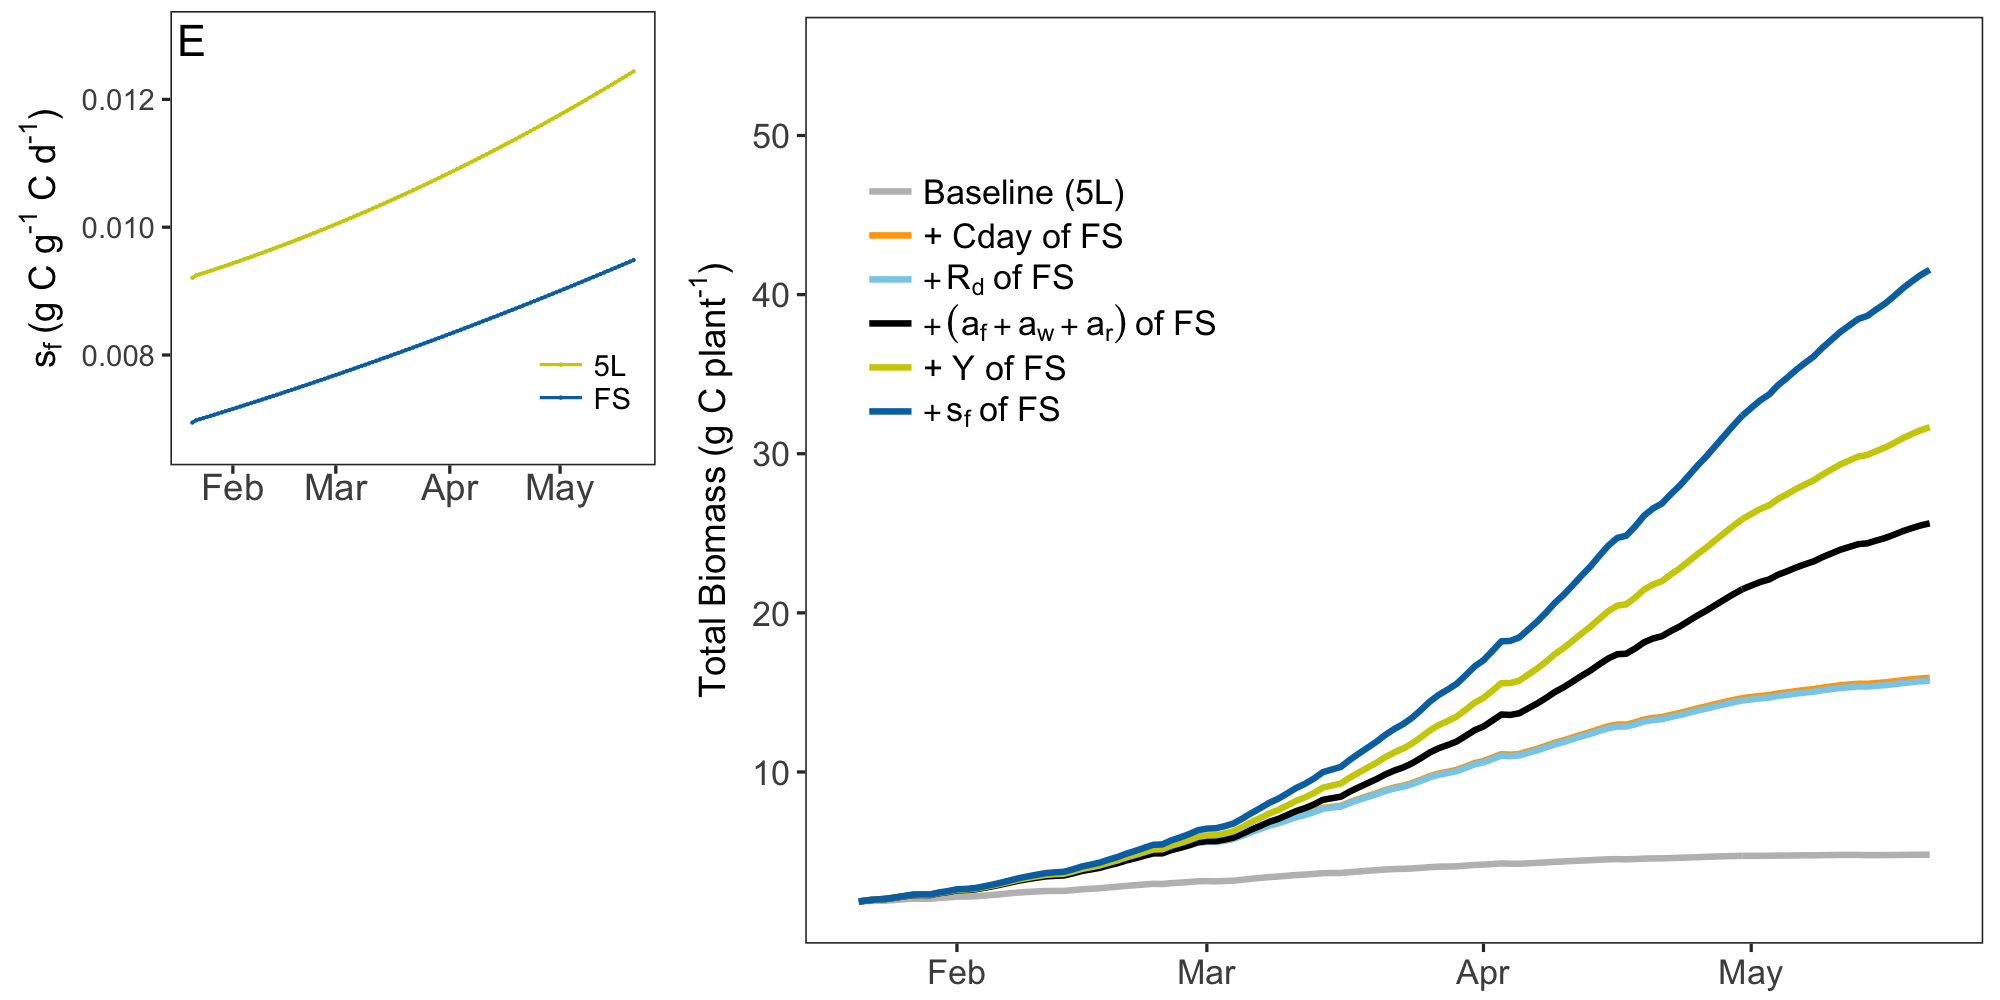 E
0.012
0.010
0.008
s_f (g C g^-1 C d^-1)
5L
FS
Feb Mar Apr May
50
40
30
20
10
Total Biomass (g C plant^-1)
Baseline (5L)
+ Cday of FS
+ R_d of FS
+ (a_f + a_w + a_r) of FS
+ Y of FS
+ s_f of FS
Feb Mar Apr May